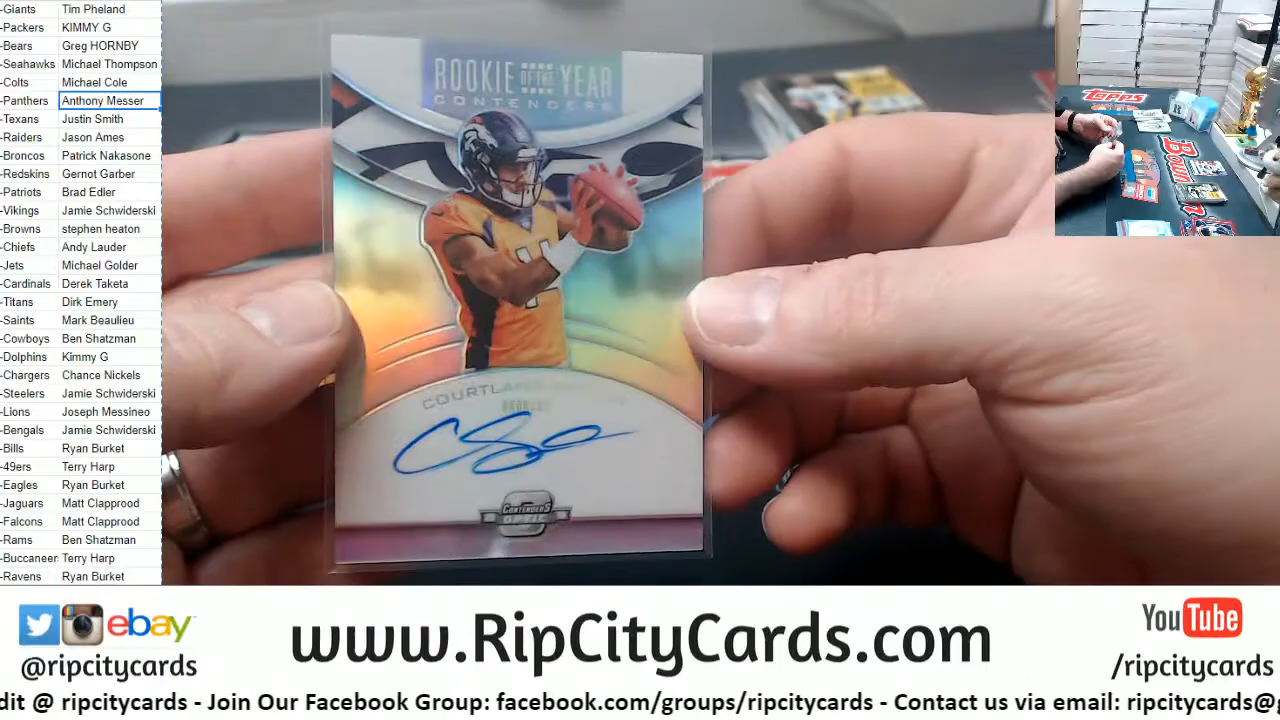 -Giants Tim Pheland
-Packers KIMMY G
-Bears Greg HORNBY
-Seahawks Michael Thompson
-Colts Michael Cole
-Panthers Anthony Messer
-Texans Justin Smith
-Raiders Jason Ames
-Broncos Patrick Nakasone
-Redskins Gernot Garber
-Patriots Brad Edler
-Vikings Jamie Schwiderski
-Browns stephen heaton
-Chiefs Andy Lauder
-Jets Michael Golder
-Cardinals Derek Taketa
-Titans Dirk Emery
-Saints Mark Beaulieu
-Cowboys Ben Shatzman
-Dolphins Kimmy G
-Chargers Chance Nickels
-Steelers Jamie Schwiderski
-Lions Joseph Messineo
-Bengals Jamie Schwiderski
-Bills Ryan Burket
-49ers Terry Harp
-Eagles Ryan Burket
-Jaguars Matt Clapprood
-Falcons Matt Clapprood
-Rams Ben Shatzman
-Buccaneer Terry Harp
-Ravens Ryan Burket
ROOKIE OF THE YEAR
CONTENDERS
CONTENDERS
OPTIC
TOPPS
ebay
@ripcitycards
www.RipCityCards.com
YouTube
/ripcitycards
dit @ ripcitycards - Join Our Facebook Group: facebook.com/groups/ripcitycards - Contact us via email: ripcitycards@g